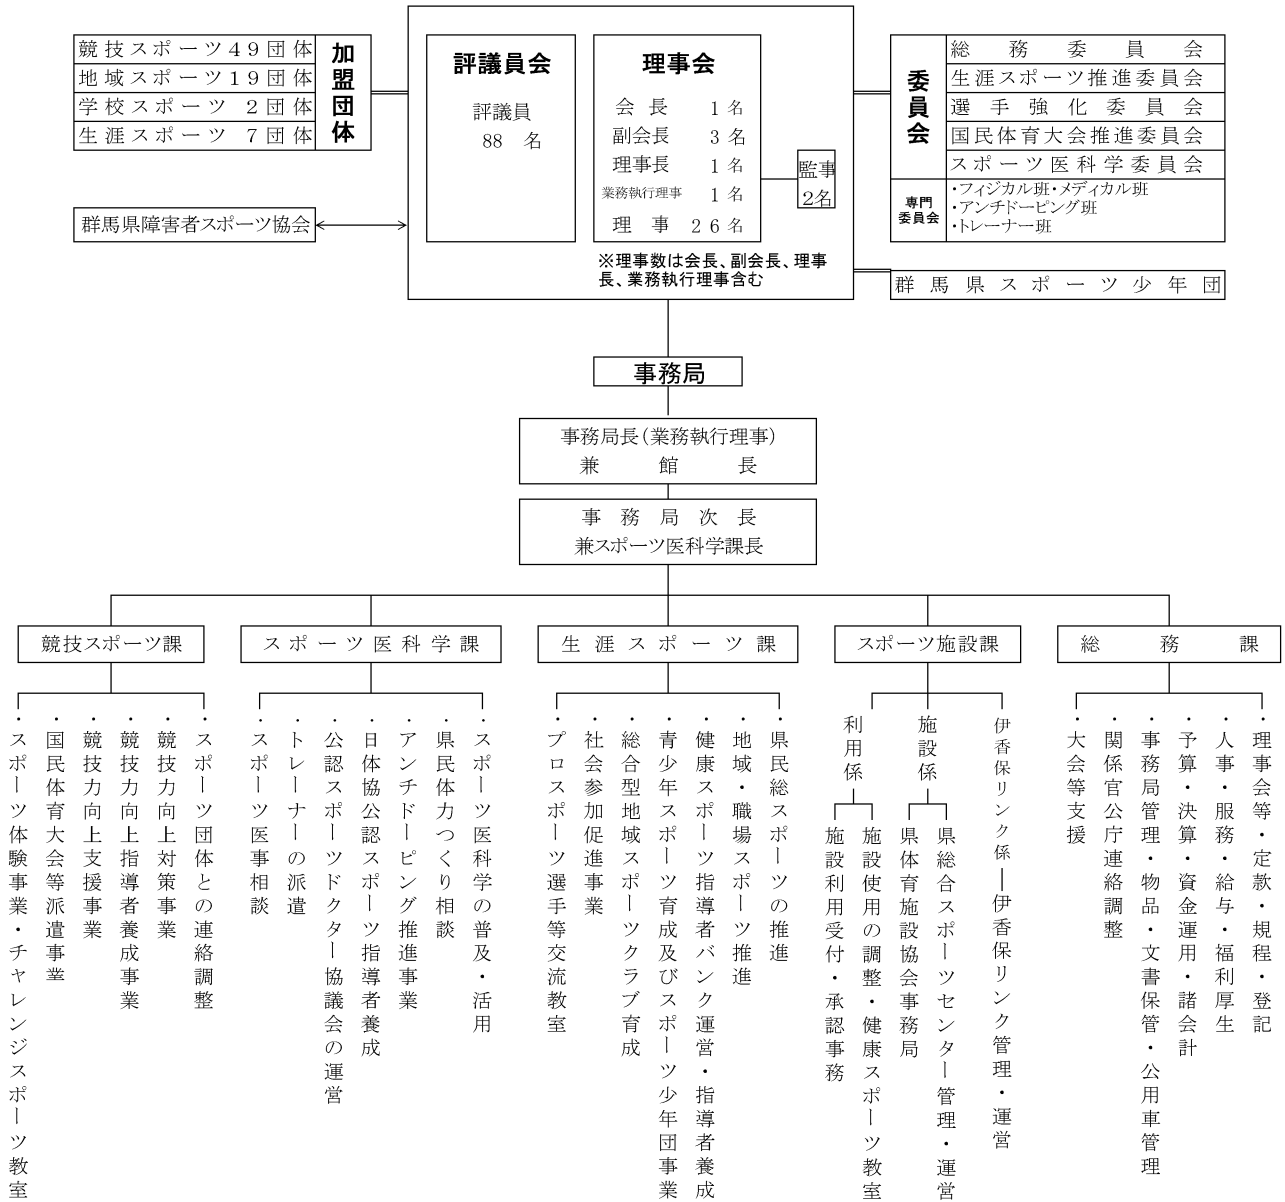 競技スポーツ49団体
地域スポーツ19団体
学校スポーツ 2団体
生涯スポーツ 7団体
加盟団体
群馬県障害者スポーツ協会
評議員会
評議員
88 名
理事会
会長 1名
副会長 3名
理事長 1名
業務執行理事 1名
理事 26名
※理事数は会長、副会長、理事
長、業務執行理事含む
監事
2名
委員会
総務委員会
生涯スポーツ推進委員会
選手強化委員会
国民体育大会推進委員会
スポーツ医科学委員会
専門
委員会
・フィジカル班・メディカル班
・アンチドーピング班
・トレーナー班
群馬県スポーツ少年団
事務局
事務局長(業務執行理事)
兼館長
事務局次長
兼スポーツ医科学課長
競技スポーツ課
・スポーツ団体との連絡調整
・競技力向上対策事業
・競技力向上指導者養成事業
・競技力向上支援事業
・国民体育大会等派遣事業
・スポーツ体験事業・チャレンジスポーツ教室
スポーツ医科学課
・スポーツ医科学の普及・活用
・県民体力つくり相談
・アンチドーピング推進事業
・日体協公認スポーツ指導者養成
・公認スポーツドクター協議会の運営
・トレーナーの派遣
・スポーツ医事相談
生涯スポーツ課
・県民総スポーツの推進
・地域・職場スポーツ推進
・健康スポーツ指導者バンク運営・指導者養成
・青少年スポーツ育成及びスポーツ少年団事業
・総合型地域スポーツクラブ育成
・社会参加促進事業
・プロスポーツ選手等交流教室
スポーツ施設課
伊香保リンク係
伊香保リンク管理・運営
施設係
県総合スポーツセンター管理・運営
県体育施設協会事務局
利用係
施設使用の調整・健康スポーツ教室
施設利用受付・承認事務
総務課
・理事会等・定款・規程・登記
・人事・服務・給与・福利厚生
・予算・決算・資金運用・諸会計
・事務局管理・物品・文書保管・公用車管理
・関係官公庁連絡調整
・大会等支援